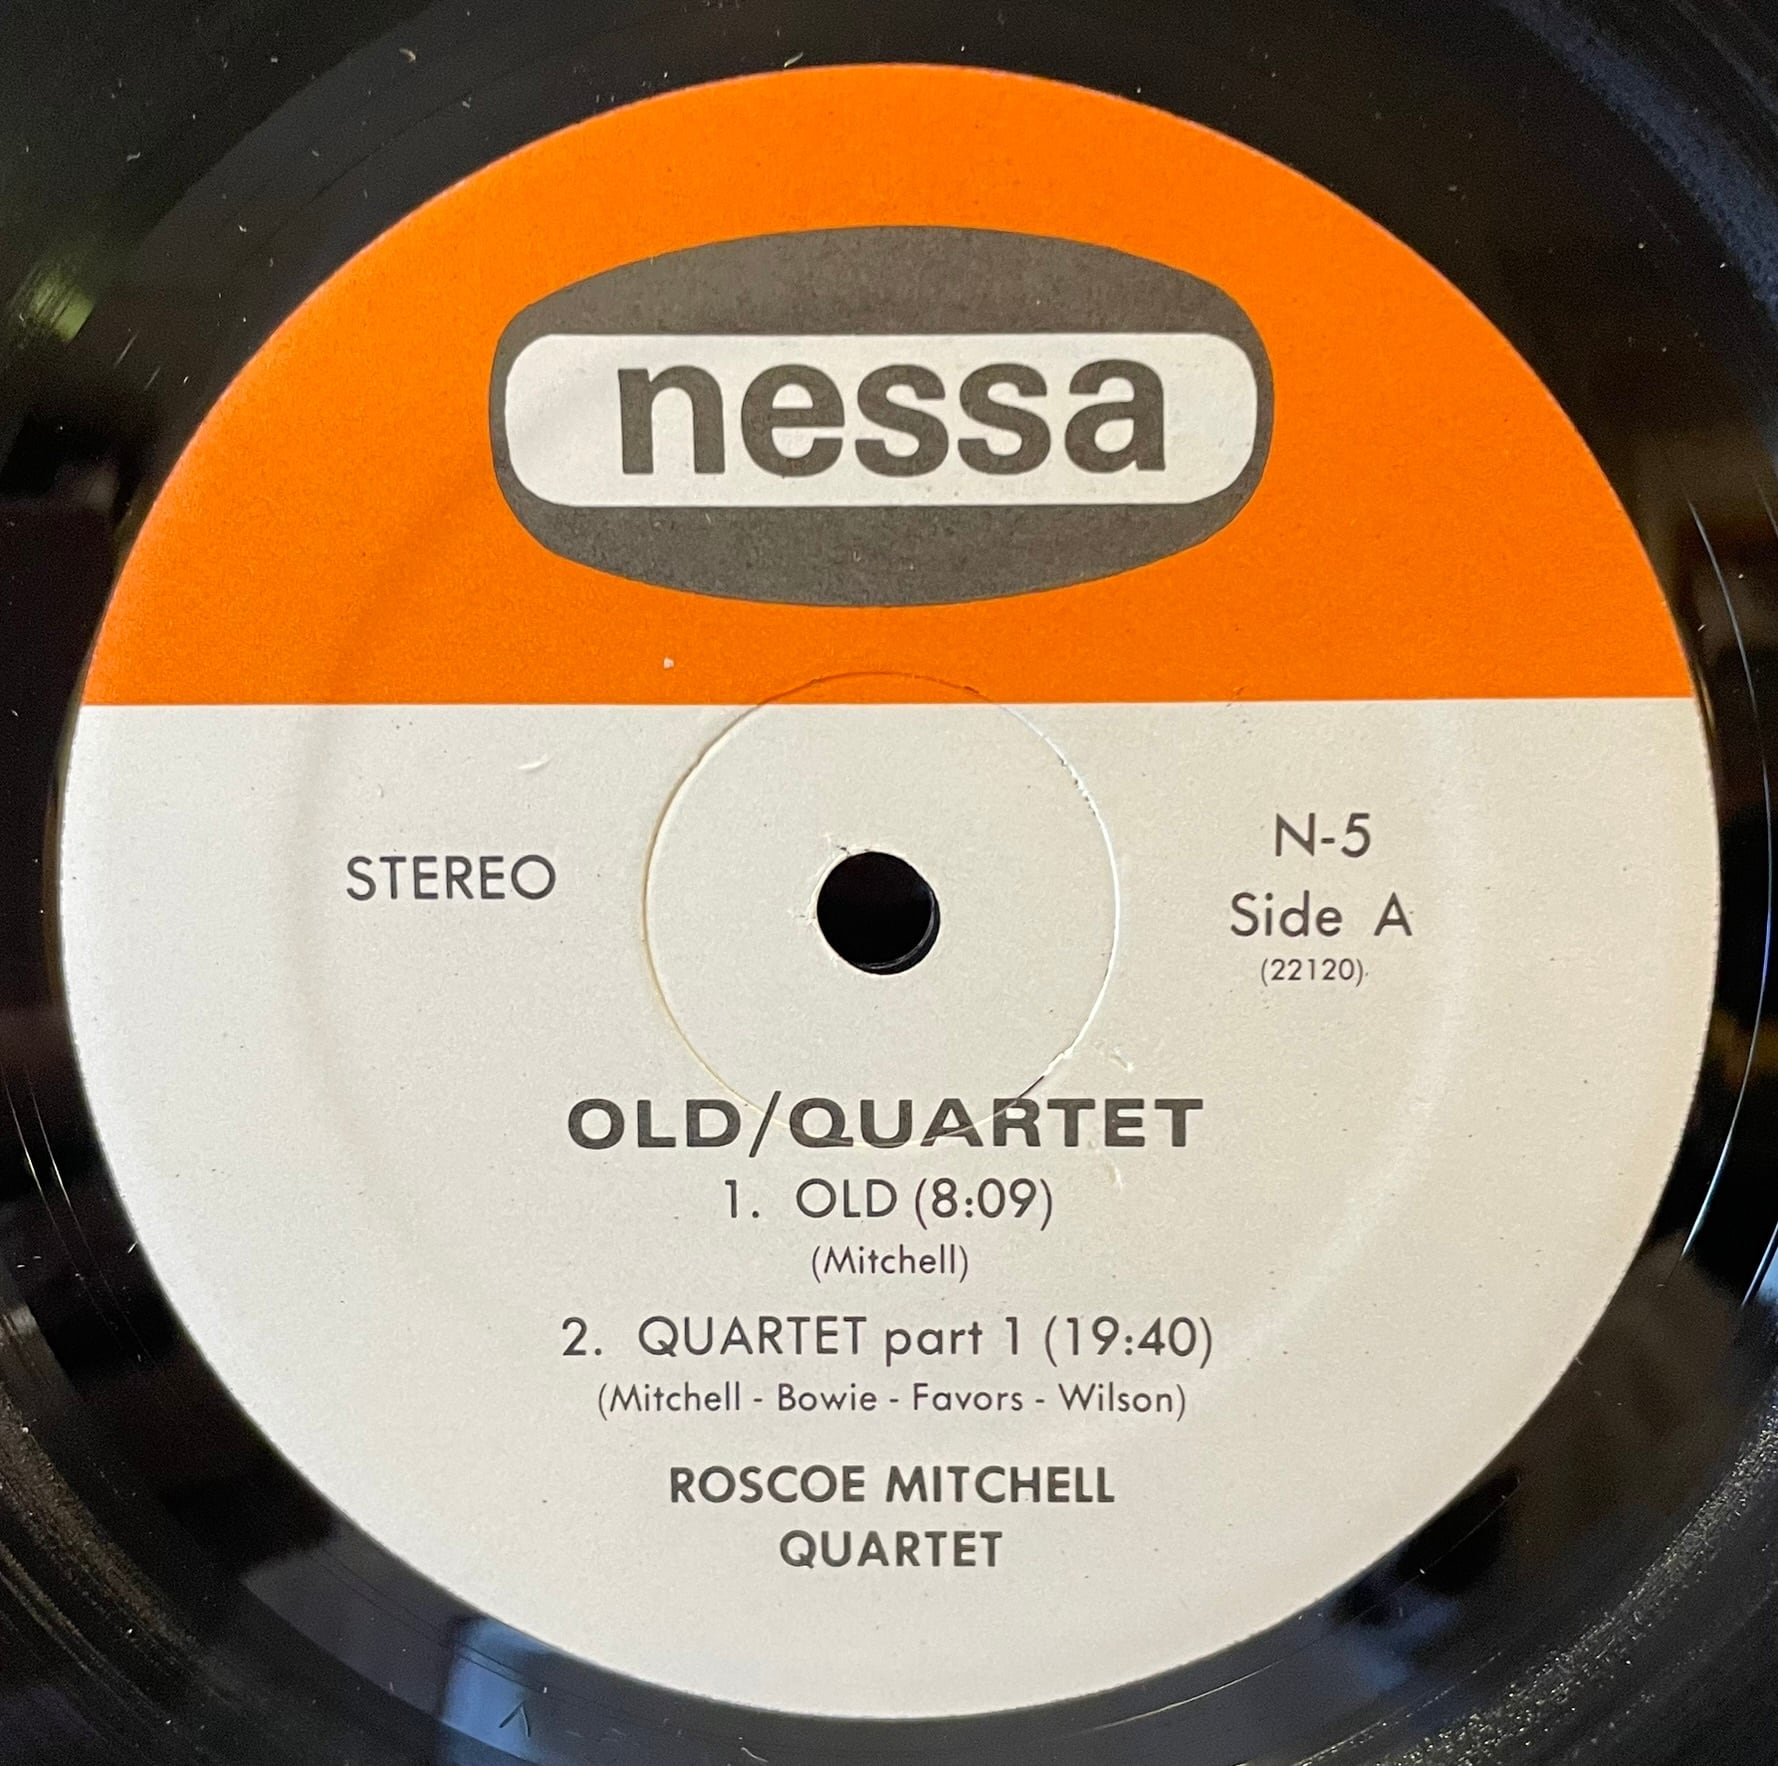 nessa
STEREO
N-5
Side A
(22120)
OLD/QUARTET
1. OLD (8:09)
(Mitchell)
2. QUARTET part 1 (19:40)
(Mitchell - Bowie - Favors - Wilson)
ROSCOE MITCHELL
QUARTET